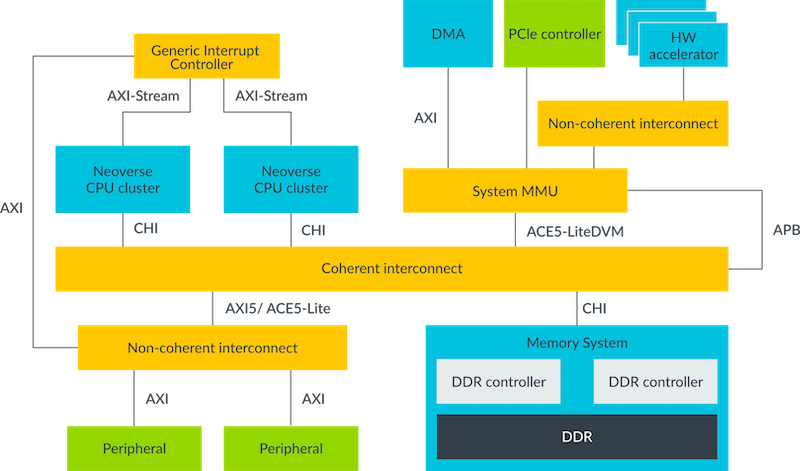 Generic Interrupt
Controller
DMA
PCIe controller
HW
accelerator
AXI-Stream
AXI-Stream
AXI
Non-coherent interconnect
Neoverse
CPU cluster
Neoverse
CPU cluster
System MMU
AXI
CHI
CHI
ACE5-LiteDVM
APB
Coherent interconnect
AXI5/ ACE5-Lite
CHI
Non-coherent interconnect
Memory System
DDR controller
DDR controller
AXI
AXI
DDR
Peripheral
Peripheral